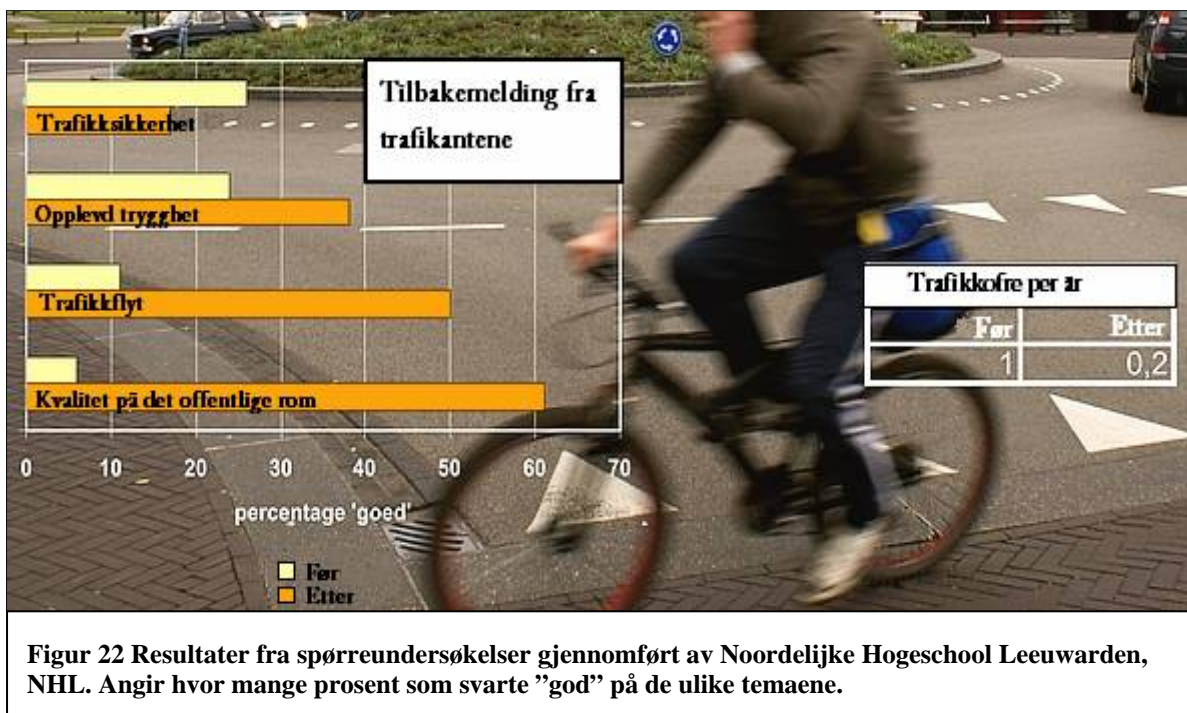 Tilbakemelding fra
trafikantene
Trafikksikkerhet
Opplevd trygghet
Trafikkflyt
Kvalitet på det offentlige rom
0 10 20 30 40 50 60 70
percentage 'goed'
Før
Etter
Trafikkofre per år
Før Etter
1 0,2
Figur 22 Resultater fra spørreundersøkelser gjennomført av Noordelijke Hogeschool Leeuwarden,
NHL. Angir hvor mange prosent som svarte ”god” på de ulike temaene.